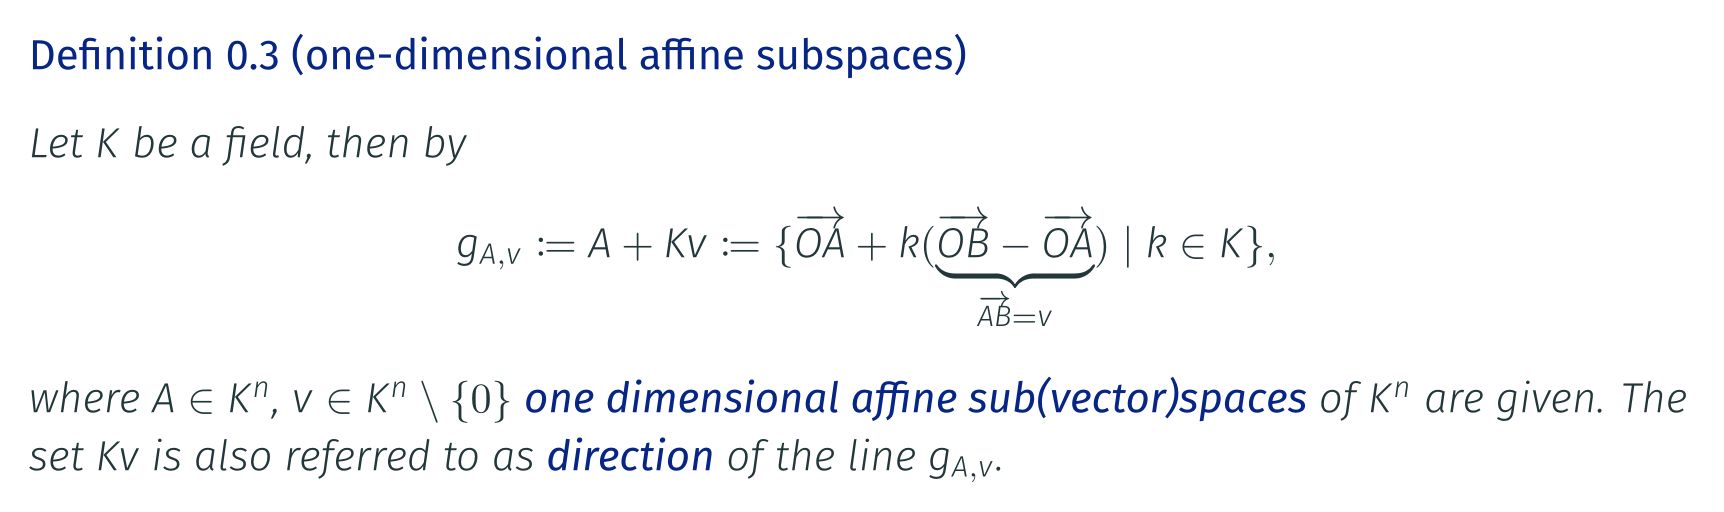 Definition 0.3 (one-dimensional affine subspaces)
Let K be a field, then by
$g_{A,v} := A + Kv := \{\overrightarrow{OA} + k(\underbrace{\overrightarrow{OB} - \overrightarrow{OA}}_{\overrightarrow{AB}=v}) \mid k \in K\},$
where $A \in K^n$, $v \in K^n \setminus \{0\}$ one dimensional affine sub(vector)spaces of $K^n$ are given. The
set Kv is also referred to as direction of the line $g_{A,v}$.